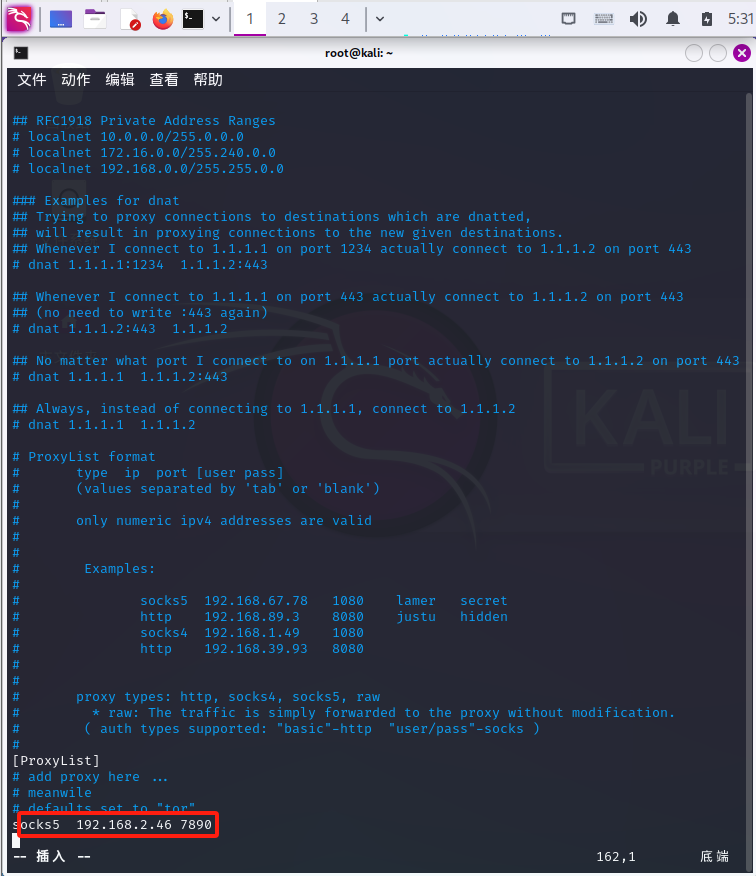 1 2 3 4 5:31
root@kali: ~
文件 动作 编辑 查看 帮助
## RFC1918 Private Address Ranges
# localnet 10.0.0.0/255.0.0.0
# localnet 172.16.0.0/255.240.0.0
# localnet 192.168.0.0/255.255.0.0
### Examples for dnat
## Trying to proxy connections to destinations which are dnatted,
## will result in proxying connections to the new given destinations.
## Whenever I connect to 1.1.1.1 on port 1234 actually connect to 1.1.1.2 on port 443
# dnat 1.1.1.1:1234  1.1.1.2:443
## Whenever I connect to 1.1.1.1 on port 443 actually connect to 1.1.1.2 on port 443
## (no need to write :443 again)
# dnat 1.1.1.2:443  1.1.1.2
## No matter what port I connect to on 1.1.1.1 port actually connect to 1.1.1.2 on port 443
# dnat 1.1.1.1  1.1.1.2:443
## Always, instead of connecting to 1.1.1.1, connect to 1.1.1.2
# dnat 1.1.1.1  1.1.1.2
# ProxyList format
#       type  ip  port [user pass]
#       (values separated by 'tab' or 'blank')
#
#       only numeric ipv4 addresses are valid
#
#
#        Examples:
#
#               socks5  192.168.67.78   1080    lamer   secret
#               http    192.168.89.3    8080    justu   hidden
#               socks4  192.168.1.49    1080
#               http    192.168.39.93   8080
#
#
#       proxy types: http, socks4, socks5, raw
#         * raw: The traffic is simply forwarded to the proxy without modification.
#        ( auth types supported: "basic"-http  "user/pass"-socks )
#
[ProxyList]
# add proxy here ...
# meanwile
# defaults set to "tor"
socks5  192.168.2.46 7890
-- 插入 -- 162,1 底端
KALI
PURPLE